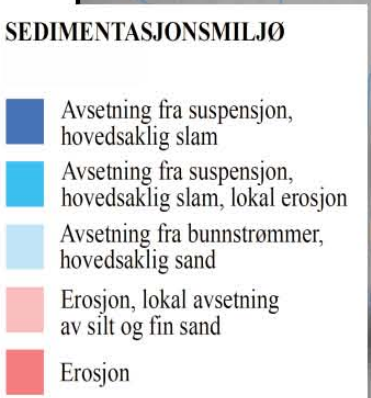 SEDIMENTASJONSMILJØ
Avsetning fra suspensjon,
hovedsaklig slam
Avsetning fra suspensjon,
hovedsaklig slam, lokal erosjon
Avsetning fra bunnstrømmer,
hovedsaklig sand
Erosjon, lokal avsetning
av silt og fin sand
Erosjon